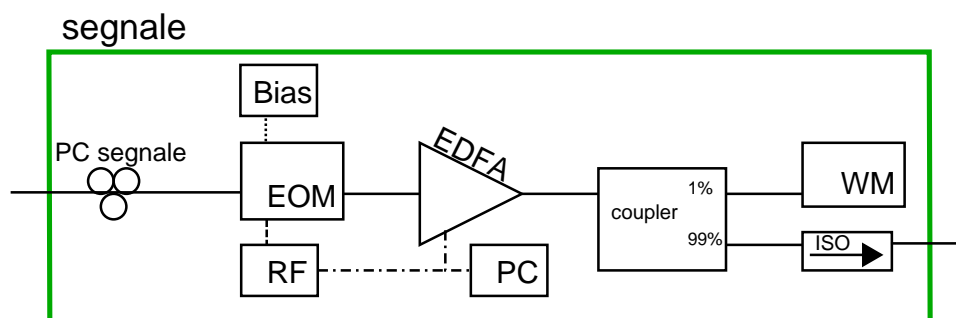 segnale
Bias
PC segnale
EDFA
EOM
1%
coupler
99%
WM
RF
PC
ISO